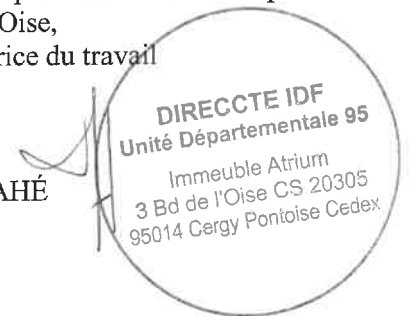 Oise,
rice du travail
AHÉ
DIRECCTE IDF
Unité Départementale 95
Immeuble Atrium
3 Bd de l'Oise CS 20305
95014 Cergy Pontoise Cedex